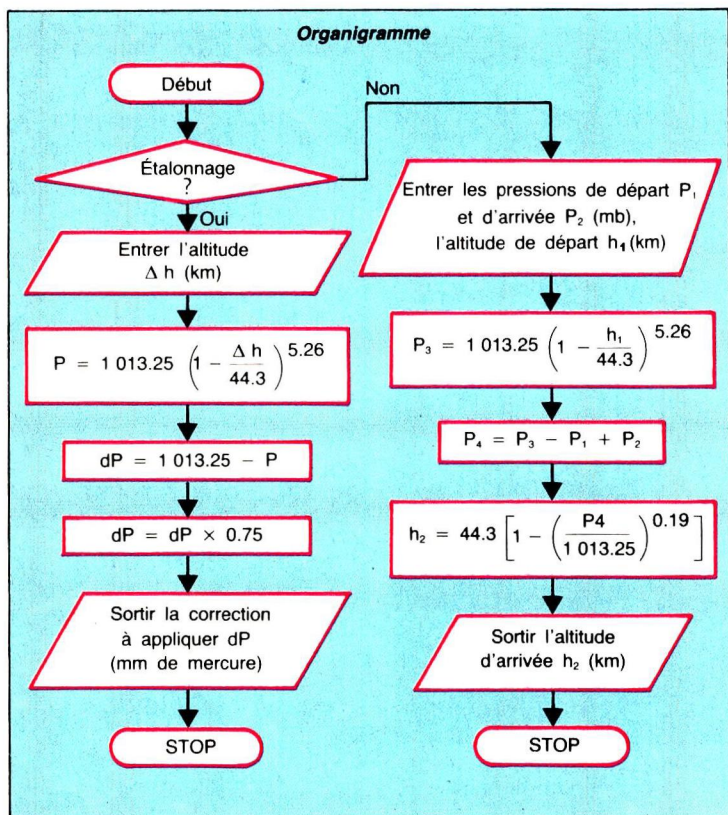 Organigramme
Début
Non
Étalonnage
?
Oui
Entrer l'altitude
Δ h (km)
P = 1 013.25 (1 - Δ h / 44.3)^5.26
dP = 1 013.25 - P
dP = dP × 0.75
Sortir la correction
à appliquer dP
(mm de mercure)
STOP
Entrer les pressions de départ P₁
et d'arrivée P₂ (mb),
l'altitude de départ h₁ (km)
P₃ = 1 013.25 (1 - h₁ / 44.3)^5.26
P₄ = P₃ - P₁ + P₂
h₂ = 44.3 [1 - (P4 / 1 013.25)^0.19]
Sortir l'altitude
d'arrivée h₂ (km)
STOP